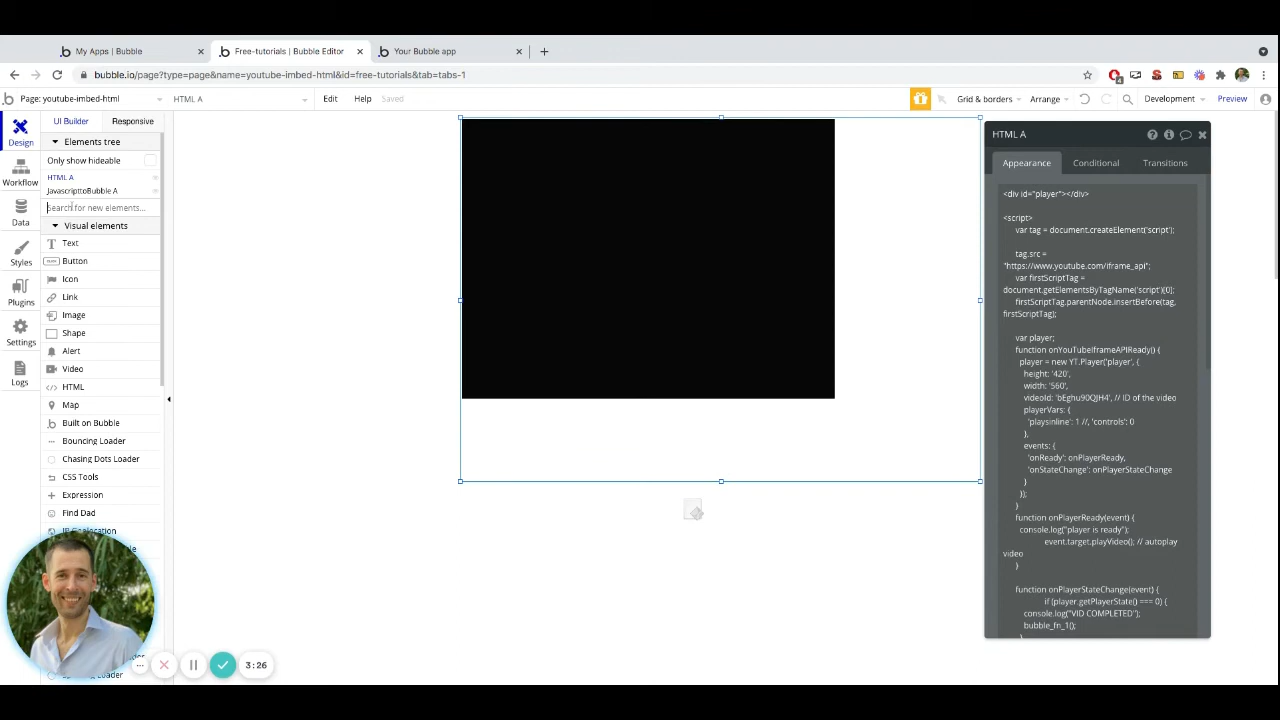 My Apps | Bubble
Free-tutorials | Bubble Editor
Your Bubble app
bubble.io/page?type=page&name=youtube-imbed-html&id=free-tutorials&tab=tabs-1
Page: youtube-imbed-html
HTML A
Edit
Help
Saved
Grid & borders
Arrange
Development
Preview
Design
Workflow
Data
Styles
Plugins
Settings
Logs
UI Builder
Responsive
Elements tree
Only show hideable
HTML A
JavascripttoBubble A
Search for new elements...
Visual elements
Text
Button
Icon
Link
Image
Shape
Alert
Video
HTML
Map
Built on Bubble
Bouncing Loader
Chasing Dots Loader
CSS Tools
Expression
Find Dad
IP Geolocation
3:26
HTML A
Appearance
Conditional
Transitions
<div id="player"></div>
<script>
var tag = document.createElement('script');
tag.src =
"https://www.youtube.com/iframe_api";
var firstScriptTag =
document.getElementsByTagName('script')[0];
firstScriptTag.parentNode.insertBefore(tag,
firstScriptTag);
var player;
function onYouTubeIframeAPIReady() {
player = new YT.Player('player', {
height: '420',
width: '560',
videoId: 'bEghu90QJH4', // ID of the video
playerVars: {
'playsinline': 1 //, 'controls': 0
},
events: {
'onReady': onPlayerReady,
'onStateChange': onPlayerStateChange
}
});
}
function onPlayerReady(event) {
console.log("player is ready");
event.target.playVideo(); // autoplay
video
}
function onPlayerStateChange(event) {
if (player.getPlayerState() === 0) {
console.log("VID COMPLETED");
bubble_fn_1();